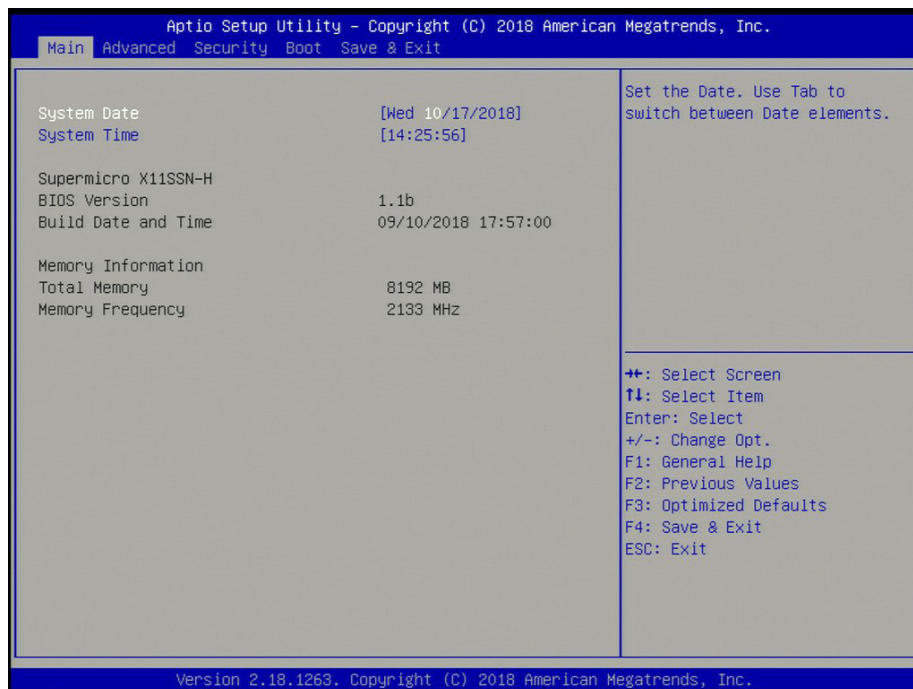 Aptio Setup Utility – Copyright (C) 2018 American Megatrends, Inc.
Main Advanced Security Boot Save & Exit
System Date [Wed 10/17/2018]
System Time [14:25:56]
Supermicro X11SSN-H
BIOS Version 1.1b
Build Date and Time 09/10/2018 17:57:00
Memory Information
Total Memory 8192 MB
Memory Frequency 2133 MHz
Set the Date. Use Tab to
switch between Date elements.
→←: Select Screen
↑↓: Select Item
Enter: Select
+/-: Change Opt.
F1: General Help
F2: Previous Values
F3: Optimized Defaults
F4: Save & Exit
ESC: Exit
Version 2.18.1263. Copyright (C) 2018 American Megatrends, Inc.